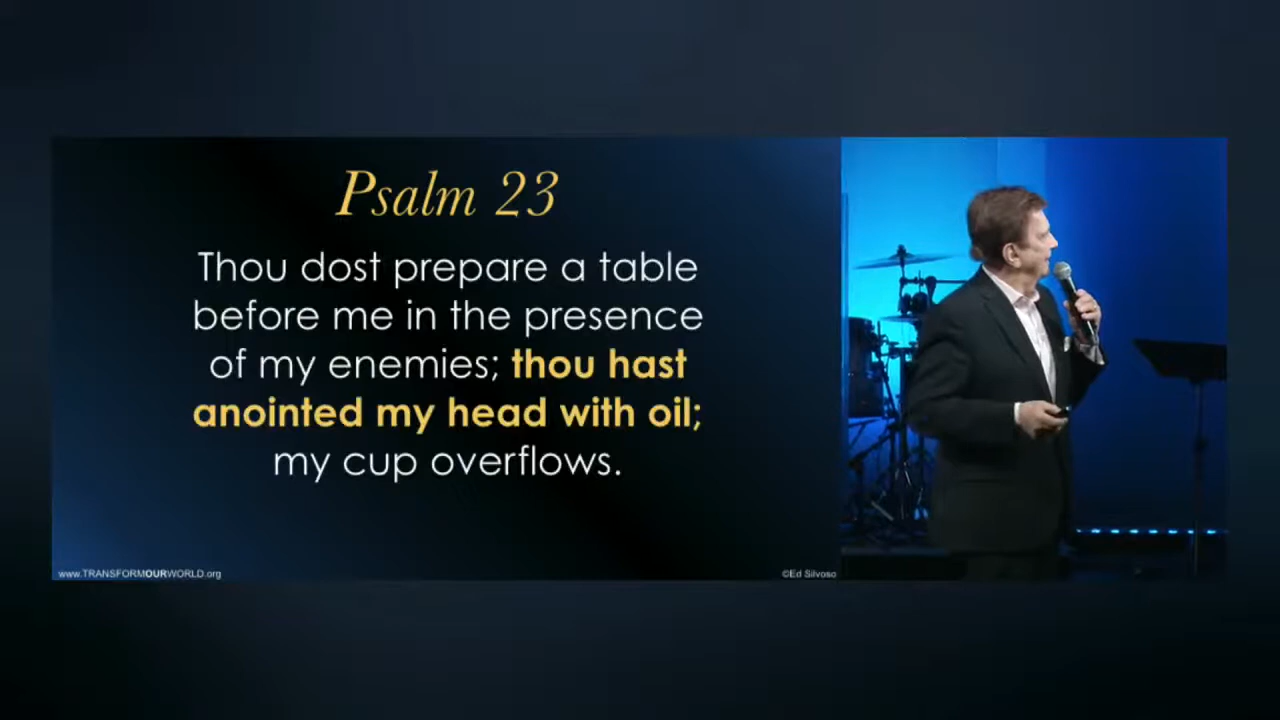 Psalm 23
Thou dost prepare a table
before me in the presence
of my enemies; thou hast
anointed my head with oil;
my cup overflows.
www.TRANSFORMOURWORLD.org
©Ed Silvoso